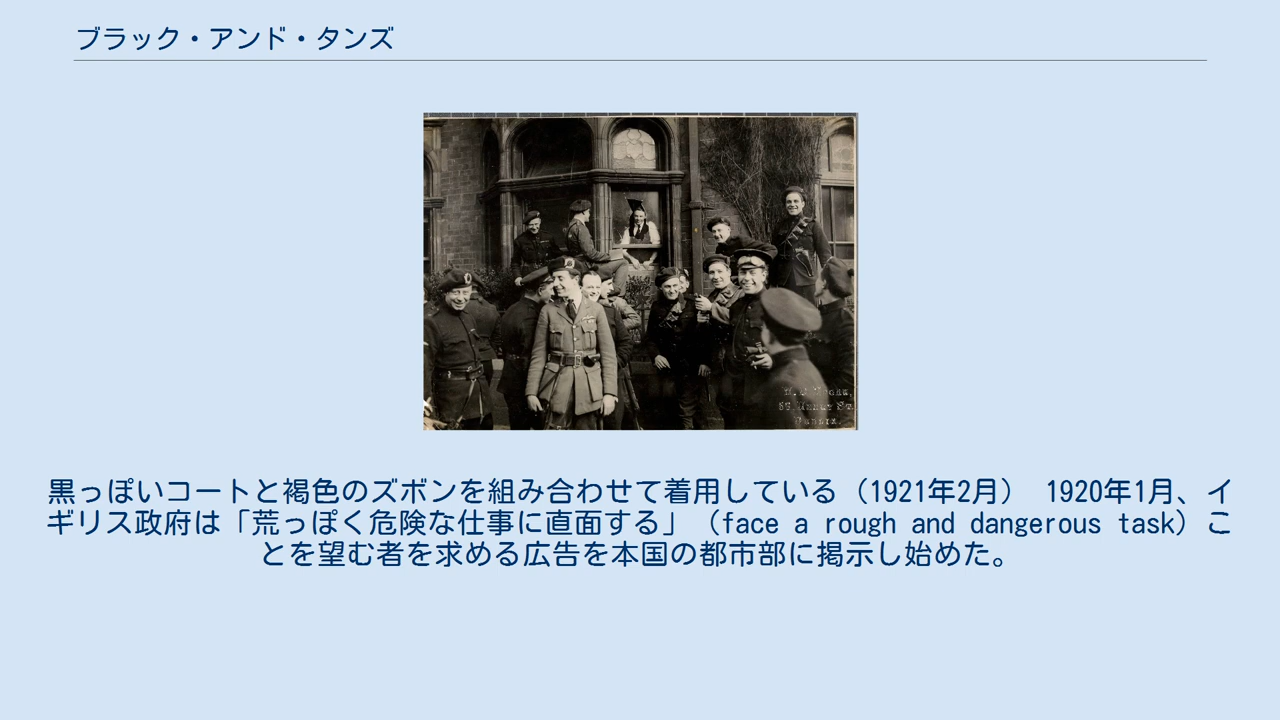 ブラック・アンド・タンズ
黒っぽいコートと褐色のズボンを組み合わせて着用している（1921年2月） 1920年1月、イ
ギリス政府は「荒っぽく危険な仕事に直面する」（face a rough and dangerous task）こ
とを望む者を求める広告を本国の都市部に掲示し始めた。